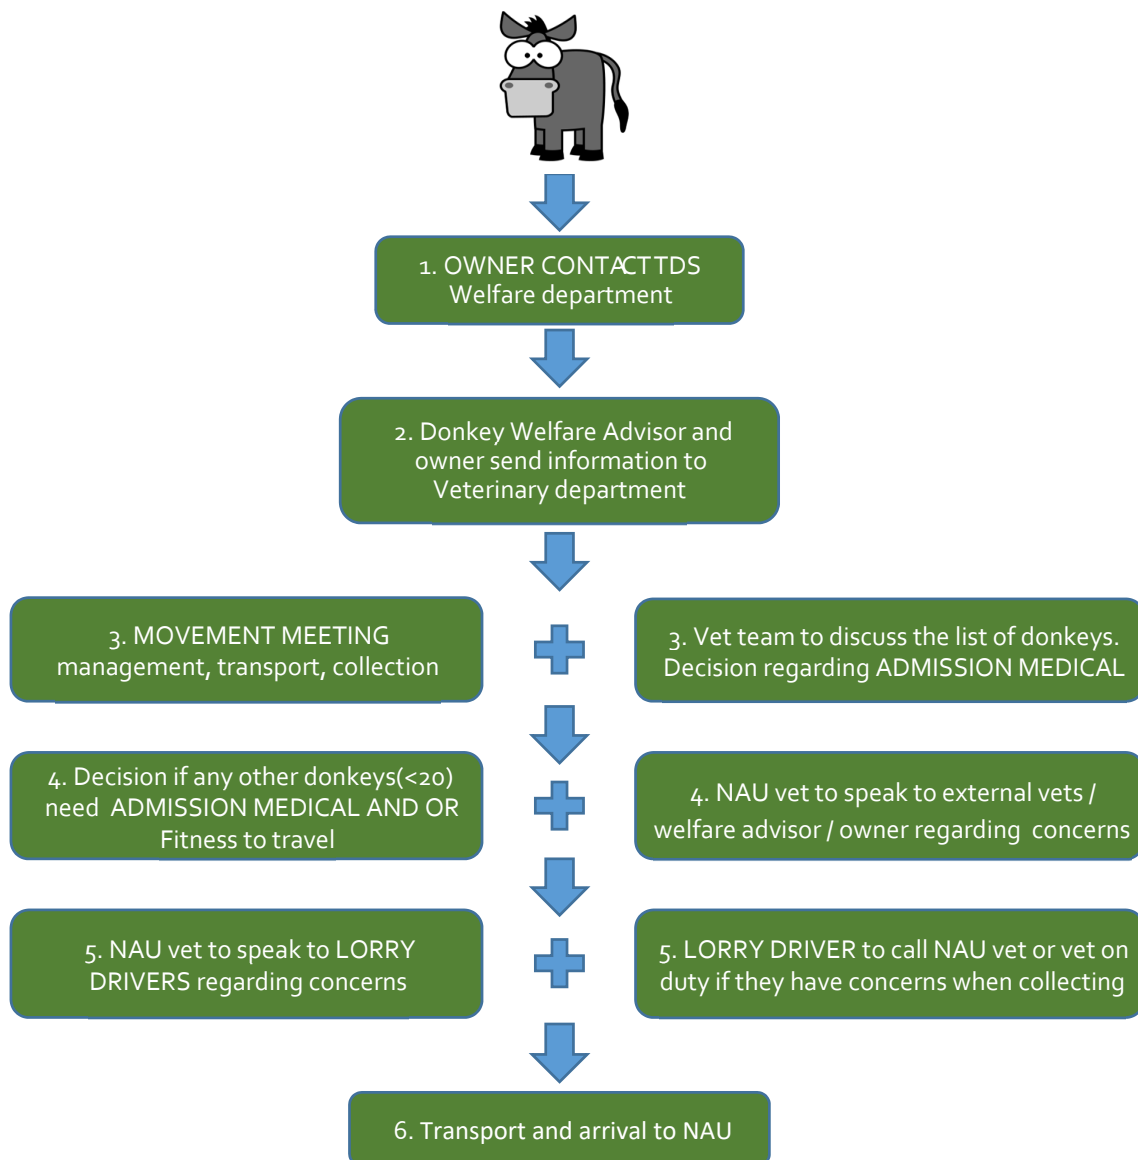 1. OWNER CONTACT TDS
Welfare department
2. Donkey Welfare Advisor and
owner send information to
Veterinary department
3. MOVEMENT MEETING
management, transport, collection
3. Vet team to discuss the list of donkeys.
Decision regarding ADMISSION MEDICAL
4. Decision if any other donkeys(<20)
need ADMISSION MEDICAL AND OR
Fitness to travel
4. NAU vet to speak to external vets /
welfare advisor / owner regarding concerns
5. NAU vet to speak to LORRY
DRIVERS regarding concerns
5. LORRY DRIVER to call NAU vet or vet on
duty if they have concerns when collecting
6. Transport and arrival to NAU